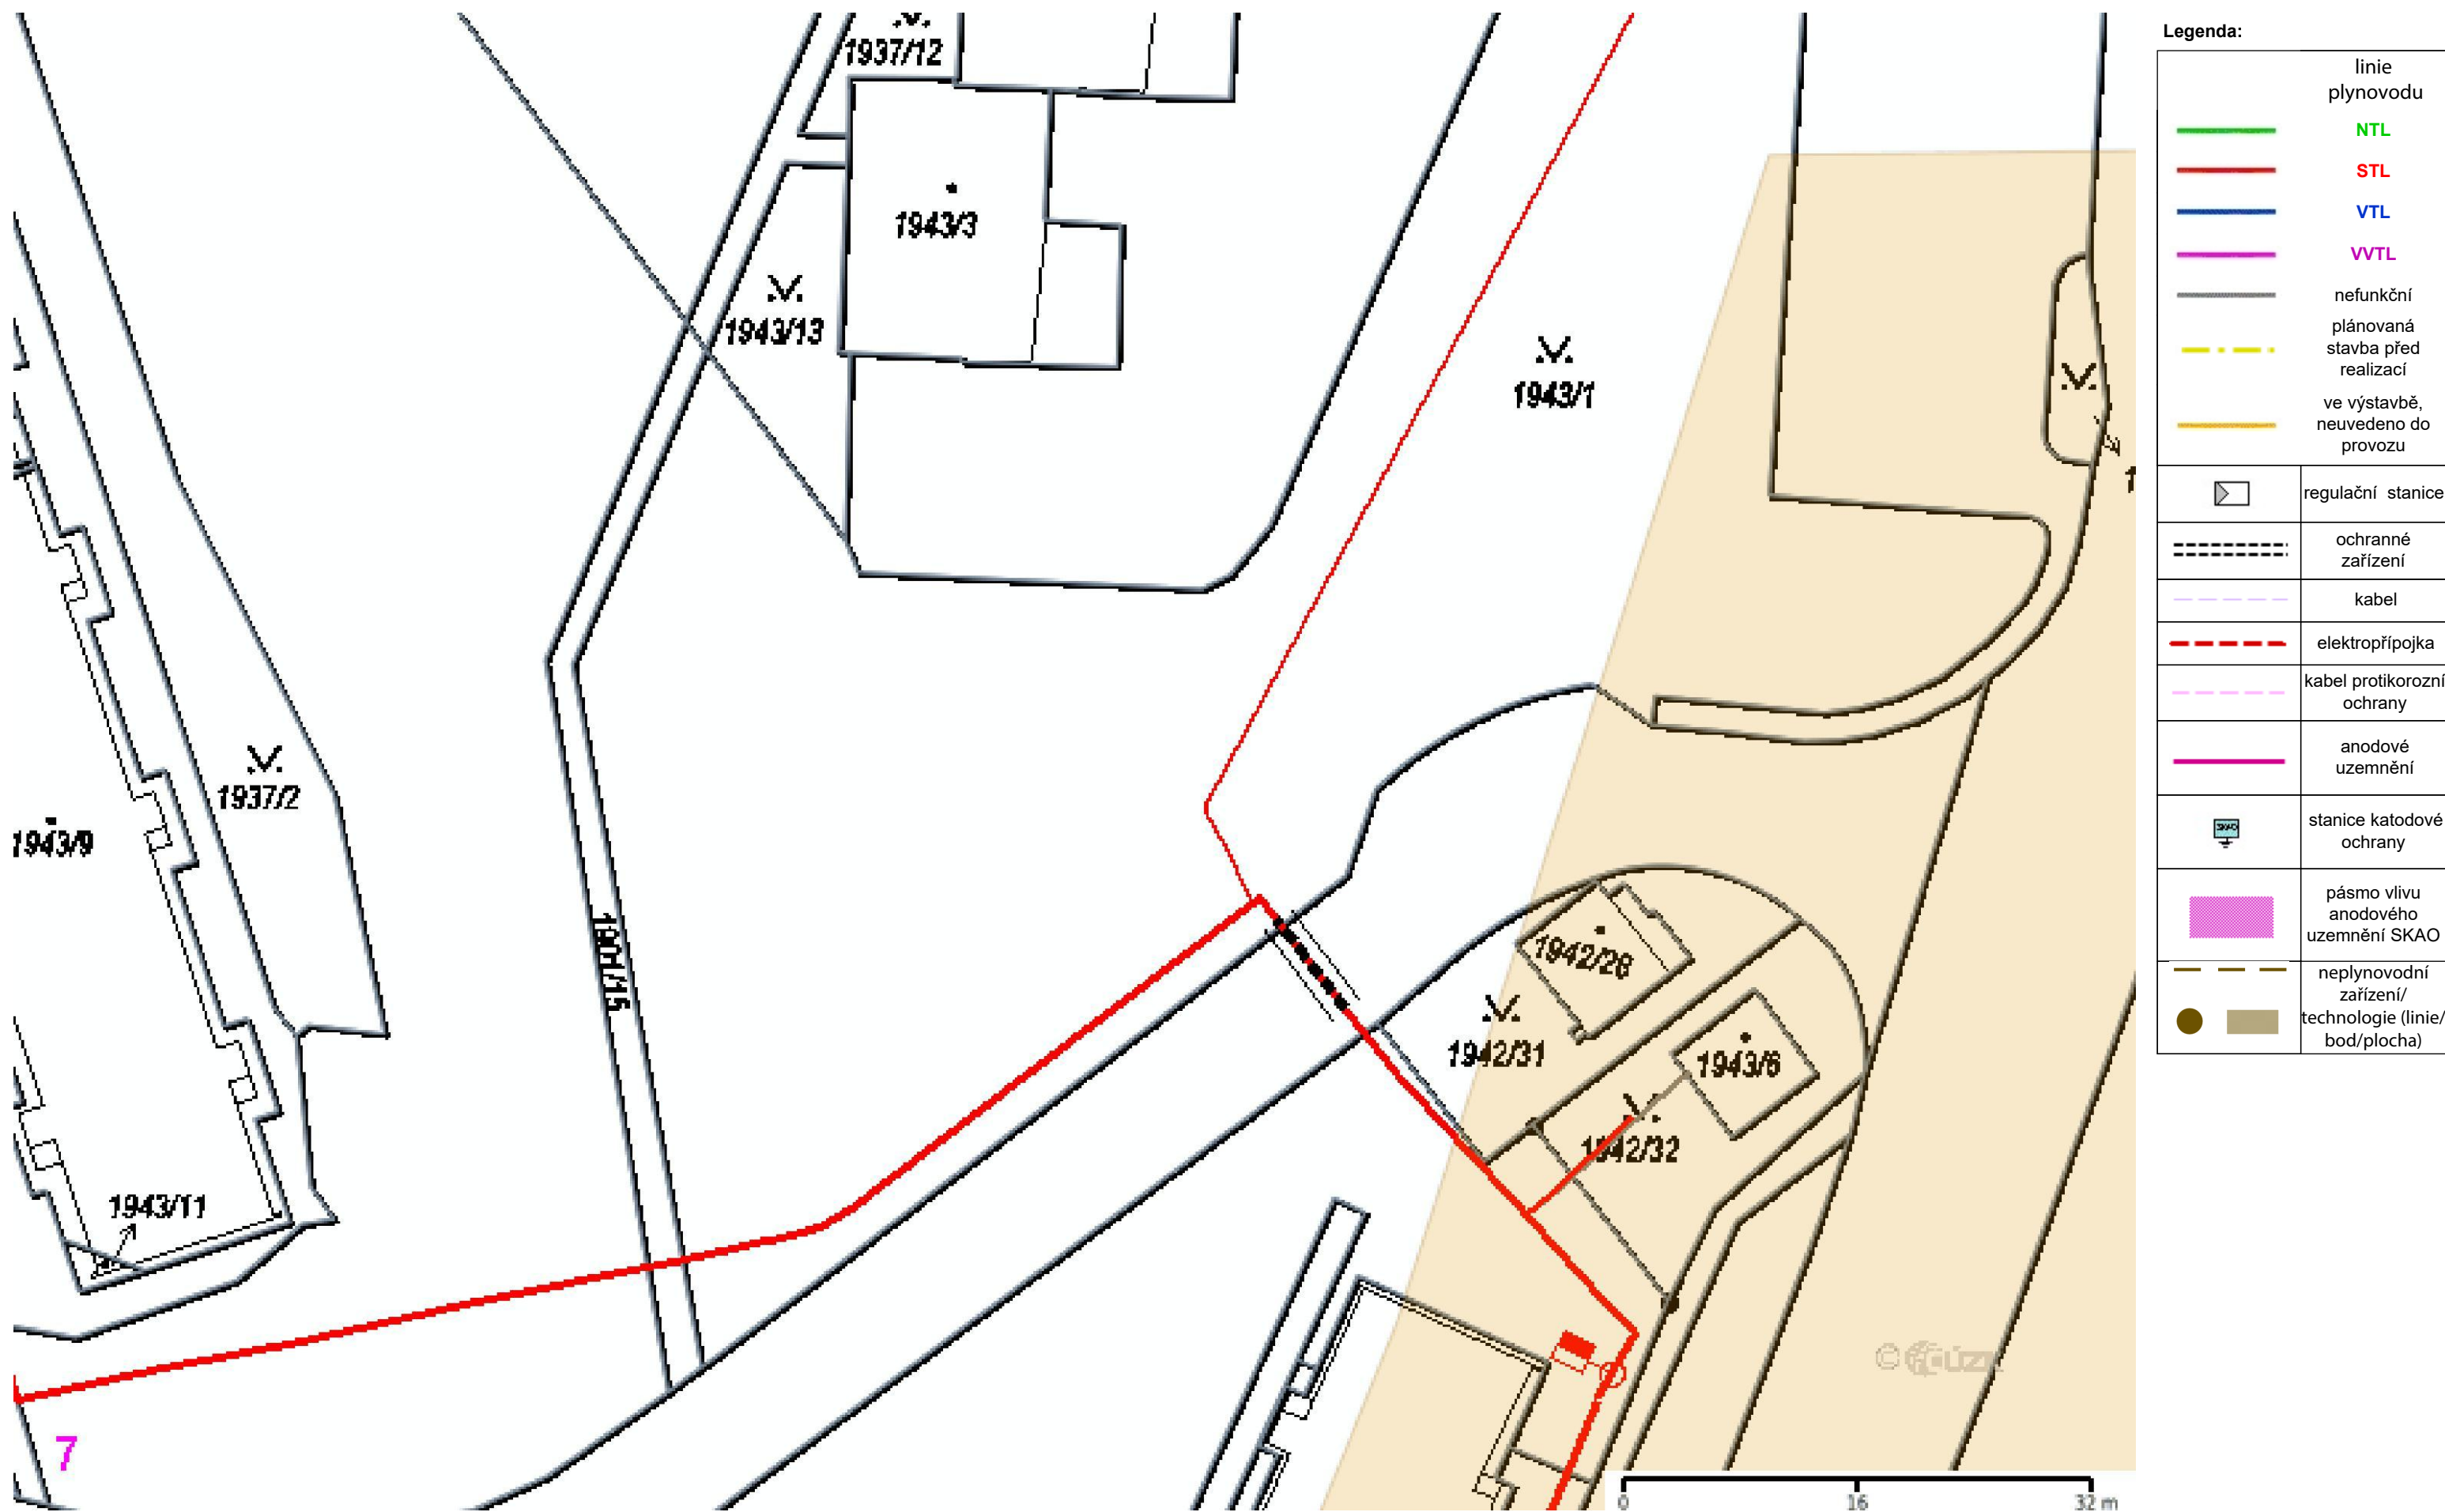 1937/12
1943/3
1943/13
1943/1
1937/2
1943/9
1804/15
1942/26
1942/31
1943/6
1942/32
1943/11
7
0 16 32 m
Legenda:
linie
plynovodu
NTL
STL
VTL
VVTL
nefunkční
plánovaná
stavba před
realizací
ve výstavbě,
neuvedeno do
provozu
regulační stanice
ochranné
zařízení
kabel
elektropřípojka
kabel protikorozní
ochrany
anodové
uzemnění
SKAO
stanice katodové
ochrany
pásmo vlivu
anodového
uzemnění SKAO
neplynovodní
zařízení/
technologie (linie/
bod/plocha)